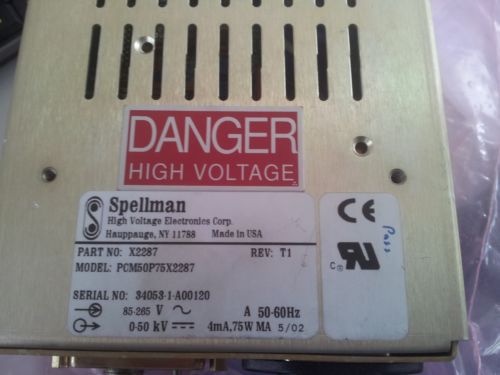 DANGER
HIGH VOLTAGE
Spellman
High Voltage Electronics Corp.
Hauppauge, NY 11788 Made in USA
PART NO: X2287 REV: T1
MODEL: PCM50P75X2287
SERIAL NO: 34053-1-A00120
85-265 V ~ A 50-60Hz
0-50 kV 4mA, 75W MA 5/02
CE
Pass
c RU